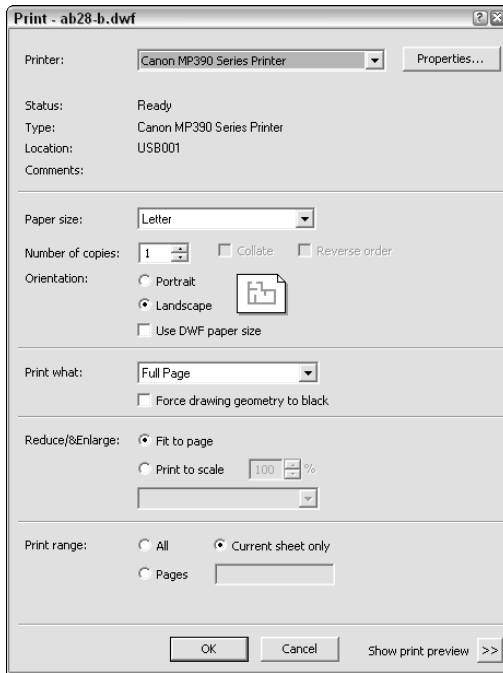 Print - ab28-b.dwf
Printer: Canon MP390 Series Printer Properties...
Status: Ready
Type: Canon MP390 Series Printer
Location: USB001
Comments:
Paper size: Letter
Number of copies: 1 Collate Reverse order
Orientation: Portrait
Landscape
Use DWF paper size
Print what: Full Page
Force drawing geometry to black
Reduce/&Enlarge: Fit to page
Print to scale 100 %
Print range: All Current sheet only
Pages
OK Cancel Show print preview >>